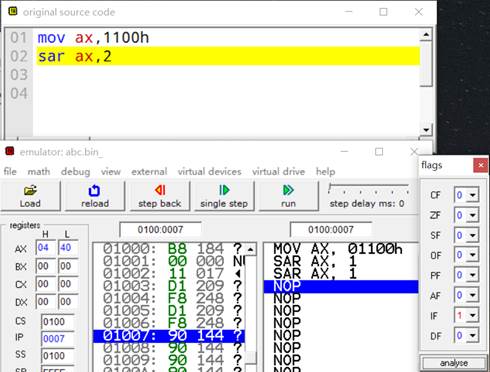 original source code
01 mov ax,1100h
02 sar ax,2
03
04
emulator: abc.bin_
file math debug view external virtual devices virtual drive help
Load reload step back single step run step delay ms: 0
registers
H L
AX 04 40
BX 00 00
CX 00 00
DX 00 00
CS 0100
IP 0007
SS 0100
0100:0007
01000: B8 184 ?
01001: 00 000 NU
01002: 11 017
01003: D1 209 ?
01004: F8 248 ?
01005: D1 209 ?
01006: F8 248 ?
01007: 90 144 ?
01008: 90 144 ?
01009: 90 144 ?
0100:0007
MOV AX, 01100h
SAR AX, 1
SAR AX, 1
NOP
NOP
NOP
NOP
NOP
NOP
NOP
flags
CF 0
ZF 0
SF 0
OF 0
PF 0
AF 0
IF 1
DF 0
analyse